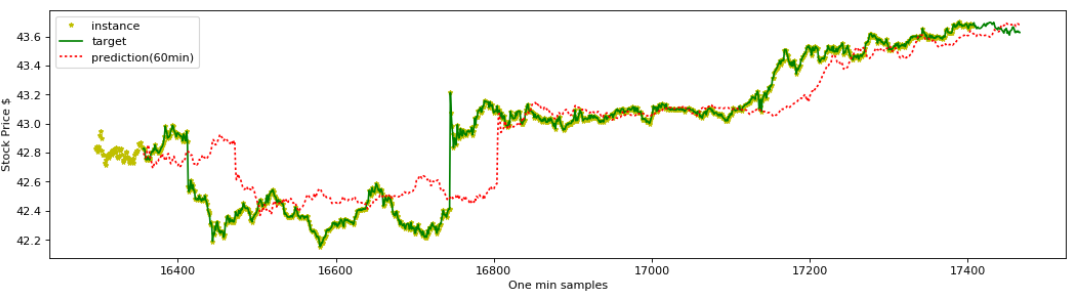 instance
target
prediction(60min)
Stock Price $
43.6
43.4
43.2
43.0
42.8
42.6
42.4
42.2
16400
16600
16800
17000
17200
17400
One min samples